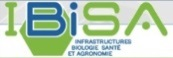 IBiSA
INFRASTRUCTURES
BIOLOGIE SANTÉ
ET AGRONOMIE